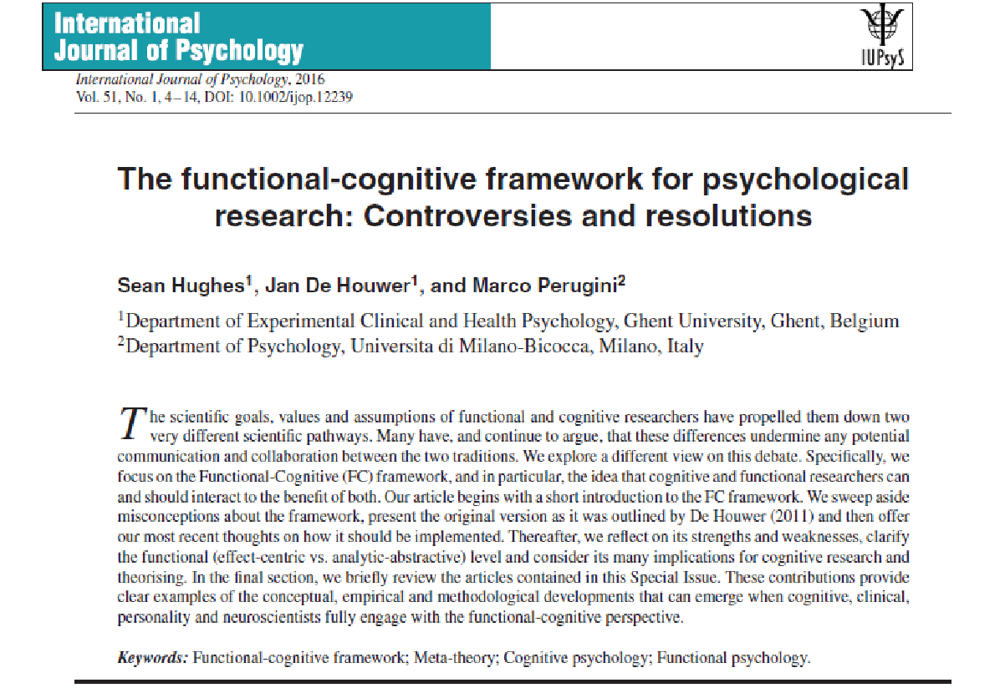 International
Journal of Psychology
IUPsyS
International Journal of Psychology, 2016
Vol. 51, No. 1, 4–14, DOI: 10.1002/ijop.12239
The functional-cognitive framework for psychological
research: Controversies and resolutions
Sean Hughes1, Jan De Houwer1, and Marco Perugini2
1Department of Experimental Clinical and Health Psychology, Ghent University, Ghent, Belgium
2Department of Psychology, Universita di Milano-Bicocca, Milano, Italy
The scientific goals, values and assumptions of functional and cognitive researchers have propelled them down two
very different scientific pathways. Many have, and continue to argue, that these differences undermine any potential
communication and collaboration between the two traditions. We explore a different view on this debate. Specifically, we
focus on the Functional-Cognitive (FC) framework, and in particular, the idea that cognitive and functional researchers can
and should interact to the benefit of both. Our article begins with a short introduction to the FC framework. We sweep aside
misconceptions about the framework, present the original version as it was outlined by De Houwer (2011) and then offer
our most recent thoughts on how it should be implemented. Thereafter, we reflect on its strengths and weaknesses, clarify
the functional (effect-centric vs. analytic-abstractive) level and consider its many implications for cognitive research and
theorising. In the final section, we briefly review the articles contained in this Special Issue. These contributions provide
clear examples of the conceptual, empirical and methodological developments that can emerge when cognitive, clinical,
personality and neuroscientists fully engage with the functional-cognitive perspective.
Keywords: Functional-cognitive framework; Meta-theory; Cognitive psychology; Functional psychology.